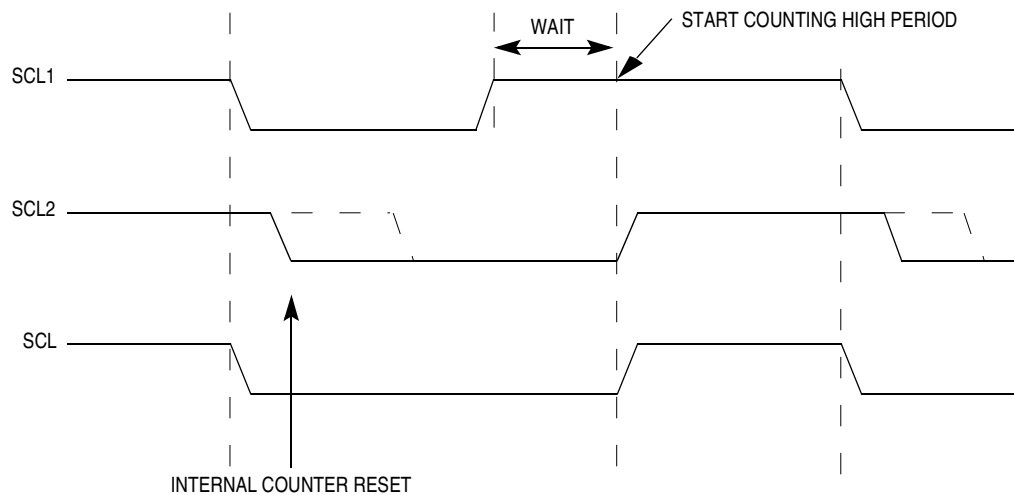 START COUNTING HIGH PERIOD
WAIT
SCL1
SCL2
SCL
INTERNAL COUNTER RESET